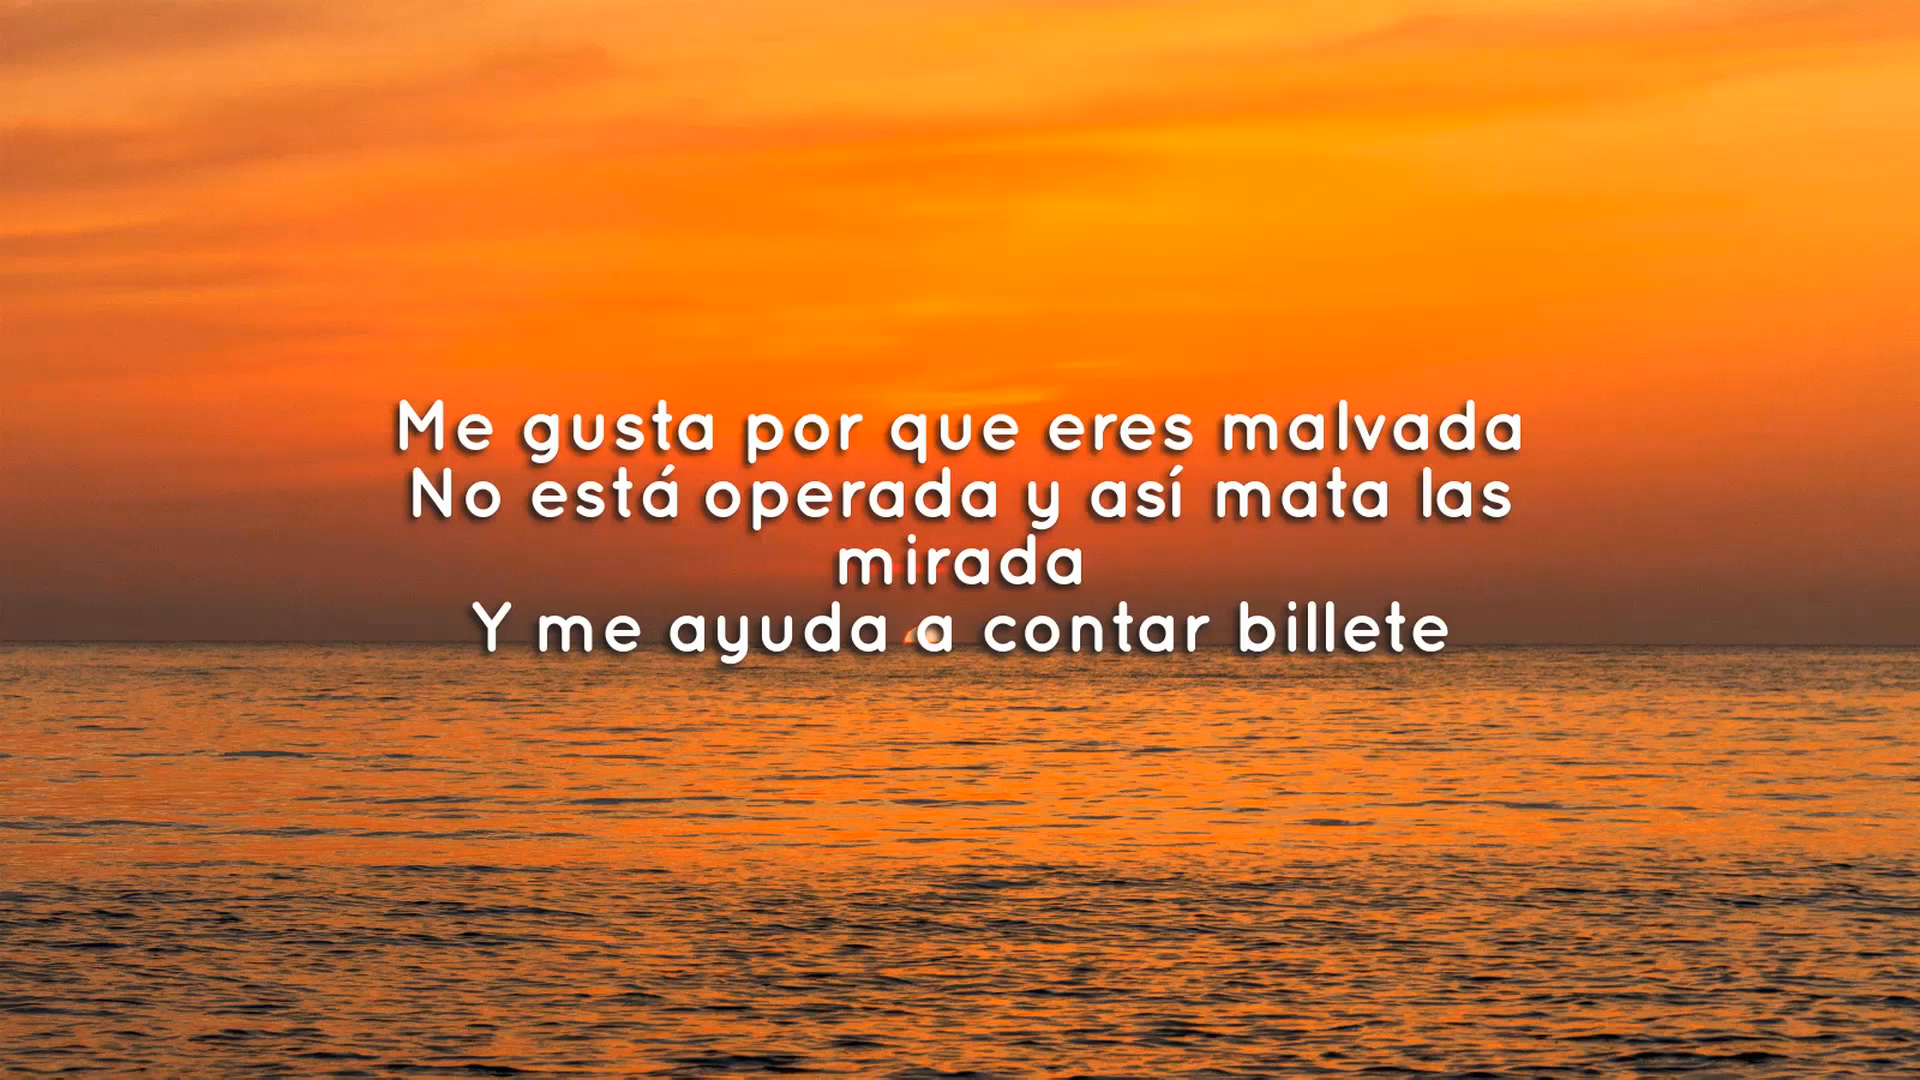 Me gusta por que eres malvada
No está operada y así mata las
mirada
Y me ayuda a contar billete